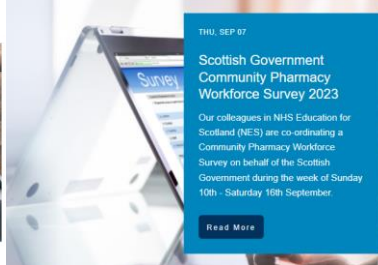 THU, SEP 07
Scottish Government
Community Pharmacy
Workforce Survey 2023
Our colleagues in NHS Education for
Scotland (NES) are co-ordinating a
Community Pharmacy Workforce
Survey on behalf of the Scottish
Government during the week of Sunday
10th - Saturday 16th September.
Read More
Survey